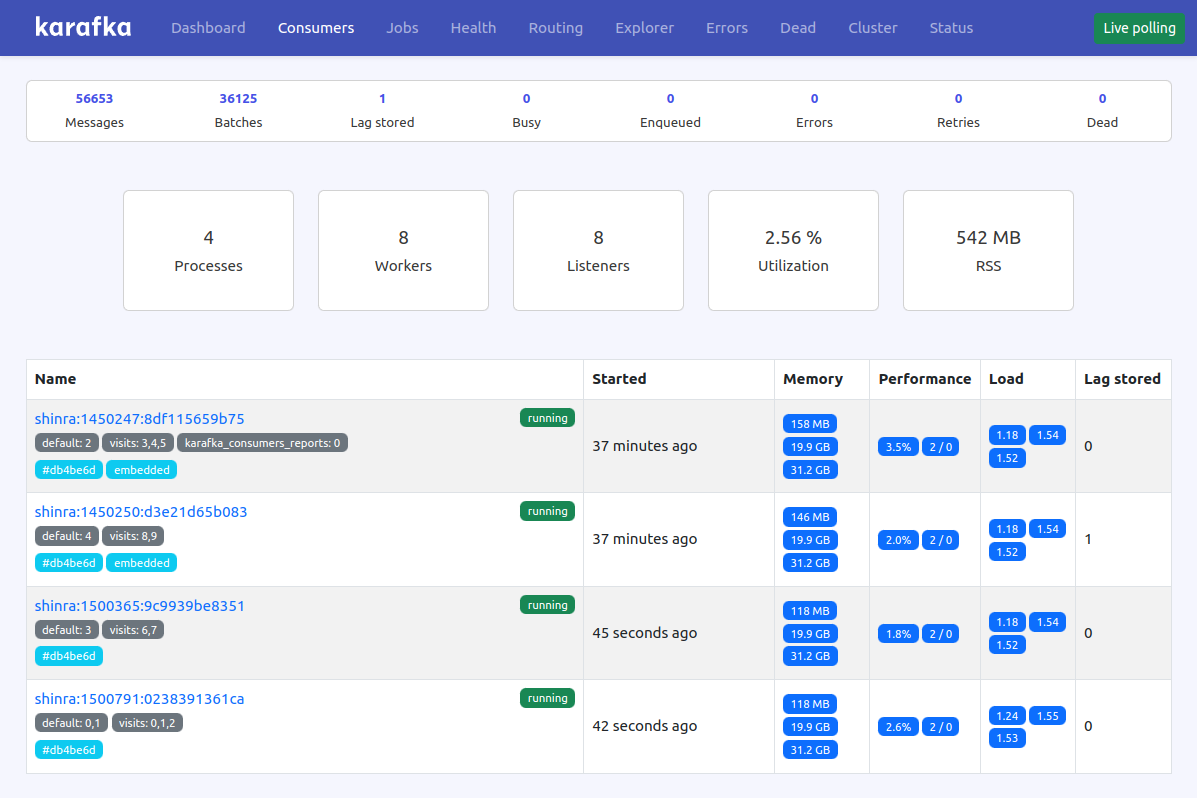 karafka Dashboard Consumers Jobs Health Routing Explorer Errors Dead Cluster Status Live polling
56653 36125 1 0 0 0 0 0
Messages Batches Lag stored Busy Enqueued Errors Retries Dead
4 8 8 2.56 % 542 MB
Processes Workers Listeners Utilization RSS
Name Started Memory Performance Load Lag stored
shinra:1450247:8df115659b75 running
default: 2 visits: 3,4,5 karafka_consumers_reports: 0
#db4be6d embedded
37 minutes ago
158 MB
19.9 GB
31.2 GB
3.5% 2 / 0
1.18 1.54
1.52
0
shinra:1450250:d3e21d65b083 running
default: 4 visits: 8,9
#db4be6d embedded
37 minutes ago
146 MB
19.9 GB
31.2 GB
2.0% 2 / 0
1.18 1.54
1.52
1
shinra:1500365:9c9939be8351 running
default: 3 visits: 6,7
#db4be6d
45 seconds ago
118 MB
19.9 GB
31.2 GB
1.8% 2 / 0
1.18 1.54
1.52
0
shinra:1500791:0238391361ca running
default: 0,1 visits: 0,1,2
#db4be6d
42 seconds ago
118 MB
19.9 GB
31.2 GB
2.6% 2 / 0
1.24 1.55
1.53
0